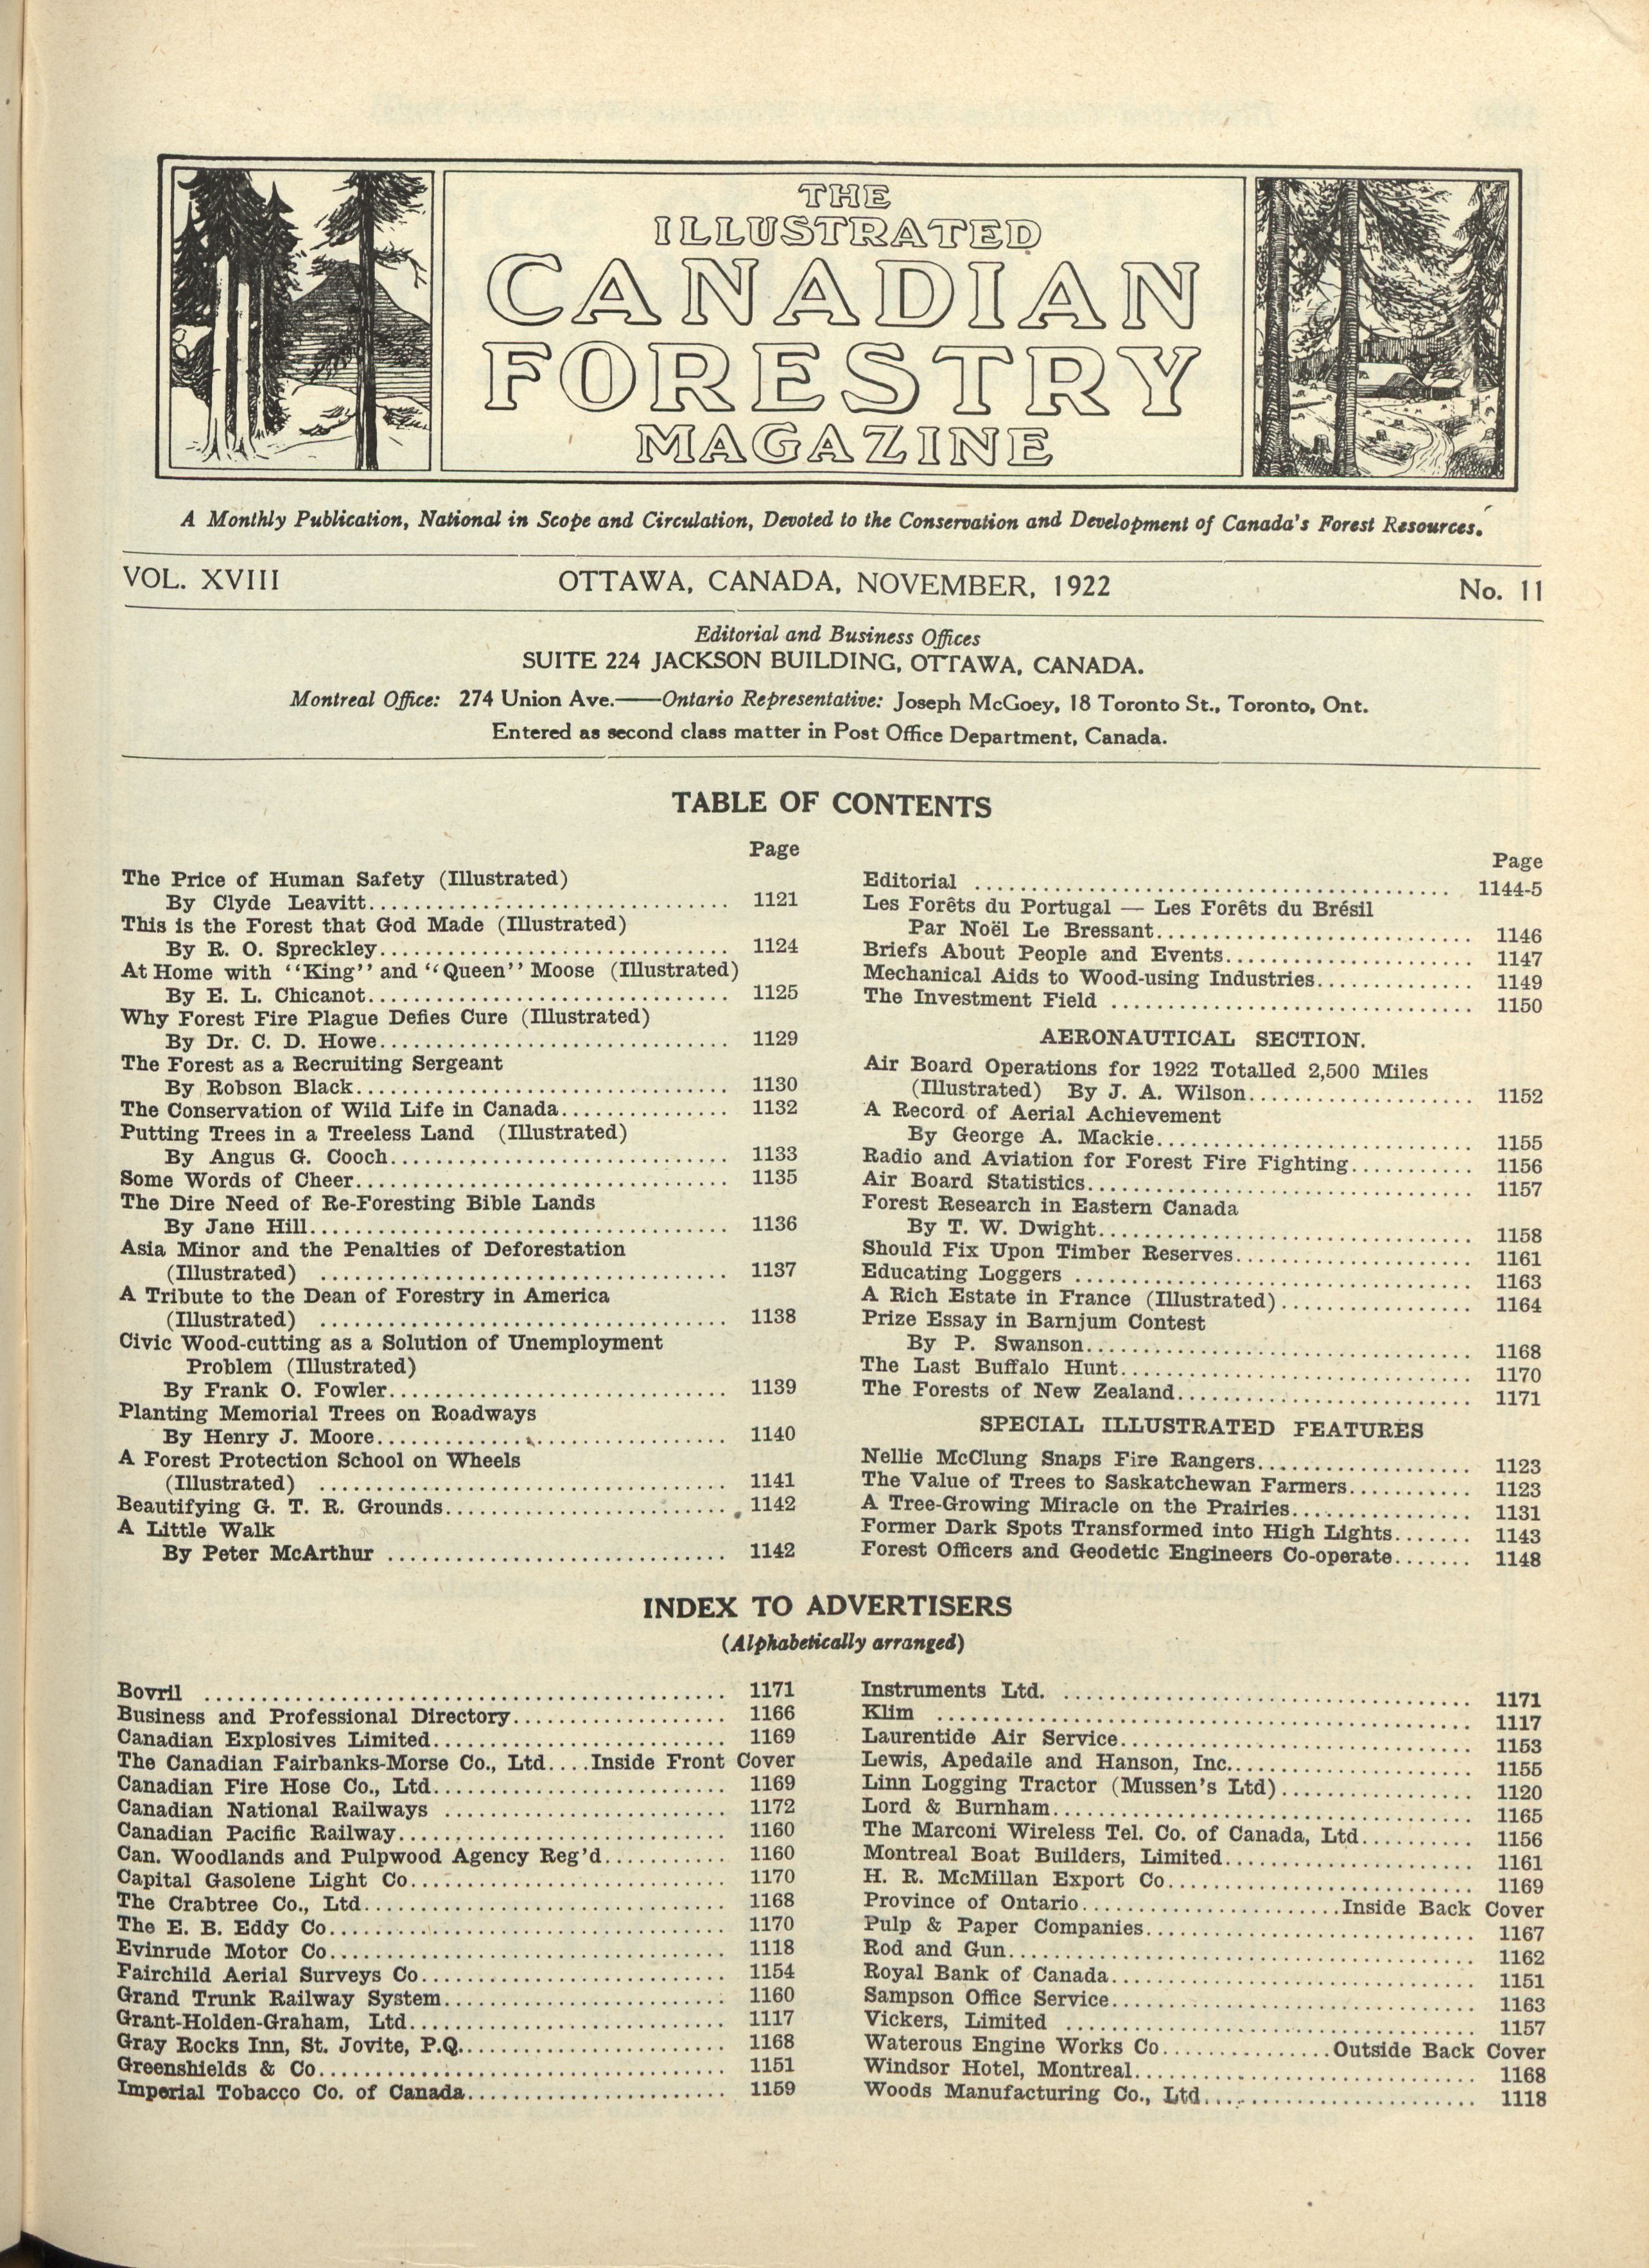 THE
ILLUSTRATED
CANADIAN
FORESTRY
MAGAZINE
A Monthly Publication, National in Scope and Circulation, Devoted to the Conservation and Development of Canada's Forest Resources.
VOL. XVIII OTTAWA, CANADA, NOVEMBER, 1922 No. 11
Editorial and Business Offices
SUITE 224 JACKSON BUILDING, OTTAWA, CANADA.
Montreal Office: 274 Union Ave.——Ontario Representative: Joseph McGoey, 18 Toronto St., Toronto, Ont.
Entered as second class matter in Post Office Department, Canada.
TABLE OF CONTENTS
Page
The Price of Human Safety (Illustrated)
By Clyde Leavitt................................ 1121
This is the Forest that God Made (Illustrated)
By R. O. Spreckley............................... 1124
At Home with "King" and "Queen" Moose (Illustrated)
By E. L. Chicanot................................ 1125
Why Forest Fire Plague Defies Cure (Illustrated)
By Dr. C. D. Howe............................... 1129
The Forest as a Recruiting Sergeant
By Robson Black................................. 1130
The Conservation of Wild Life in Canada............... 1132
Putting Trees in a Treeless Land (Illustrated)
By Angus G. Cooch.............................. 1133
Some Words of Cheer................................. 1135
The Dire Need of Re-Foresting Bible Lands
By Jane Hill..................................... 1136
Asia Minor and the Penalties of Deforestation
(Illustrated) .................................... 1137
A Tribute to the Dean of Forestry in America
(Illustrated) .................................... 1138
Civic Wood-cutting as a Solution of Unemployment
Problem (Illustrated)
By Frank O. Fowler.............................. 1139
Planting Memorial Trees on Roadways
By Henry J. Moore............................... 1140
A Forest Protection School on Wheels
(Illustrated) .................................... 1141
Beautifying G. T. R. Grounds......................... 1142
A Little Walk
By Peter McArthur .............................. 1142
Page
Editorial .......................................... 1144-5
Les Forêts du Portugal — Les Forêts du Brésil
Par Noël Le Bressant............................ 1146
Briefs About People and Events...................... 1147
Mechanical Aids to Wood-using Industries.............. 1149
The Investment Field ................................ 1150
AERONAUTICAL SECTION.
Air Board Operations for 1922 Totalled 2,500 Miles
(Illustrated) By J. A. Wilson.................... 1152
A Record of Aerial Achievement
By George A. Mackie............................ 1155
Radio and Aviation for Forest Fire Fighting........... 1156
Air Board Statistics.................................. 1157
Forest Research in Eastern Canada
By T. W. Dwight................................. 1158
Should Fix Upon Timber Reserves..................... 1161
Educating Loggers ................................... 1163
A Rich Estate in France (Illustrated)................. 1164
Prize Essay in Barnjum Contest
By P. Swanson.................................. 1168
The Last Buffalo Hunt............................... 1170
The Forests of New Zealand.......................... 1171
SPECIAL ILLUSTRATED FEATURES
Nellie McClung Snaps Fire Rangers................... 1123
The Value of Trees to Saskatchewan Farmers........... 1123
A Tree-Growing Miracle on the Prairies................ 1131
Former Dark Spots Transformed into High Lights....... 1143
Forest Officers and Geodetic Engineers Co-operate....... 1148
INDEX TO ADVERTISERS
(Alphabetically arranged)
Bovril .............................................. 1171
Business and Professional Directory................... 1166
Canadian Explosives Limited.......................... 1169
The Canadian Fairbanks-Morse Co., Ltd....Inside Front Cover
Canadian Fire Hose Co., Ltd.......................... 1169
Canadian National Railways ......................... 1172
Canadian Pacific Railway............................. 1160
Can. Woodlands and Pulpwood Agency Reg'd........... 1160
Capital Gasolene Light Co............................ 1170
The Crabtree Co., Ltd................................ 1168
The E. B. Eddy Co................................... 1170
Evinrude Motor Co................................... 1118
Fairchild Aerial Surveys Co........................... 1154
Grand Trunk Railway System......................... 1160
Grant-Holden-Graham, Ltd............................ 1117
Gray Rocks Inn, St. Jovite, P.Q....................... 1168
Greenshields & Co.................................... 1151
Imperial Tobacco Co. of Canada....................... 1159
Instruments Ltd. .................................... 1171
Klim ............................................... 1117
Laurentide Air Service............................... 1153
Lewis, Apedaile and Hanson, Inc...................... 1155
Linn Logging Tractor (Mussen's Ltd)................. 1120
Lord & Burnham..................................... 1165
The Marconi Wireless Tel. Co. of Canada, Ltd.......... 1156
Montreal Boat Builders, Limited...................... 1161
H. R. McMillan Export Co........................... 1169
Province of Ontario.......................Inside Back Cover
Pulp & Paper Companies............................. 1167
Rod and Gun......................................... 1162
Royal Bank of Canada................................ 1151
Sampson Office Service................................ 1163
Vickers, Limited .................................... 1157
Waterous Engine Works Co...............Outside Back Cover
Windsor Hotel, Montreal.............................. 1168
Woods Manufacturing Co., Ltd........................ 1118